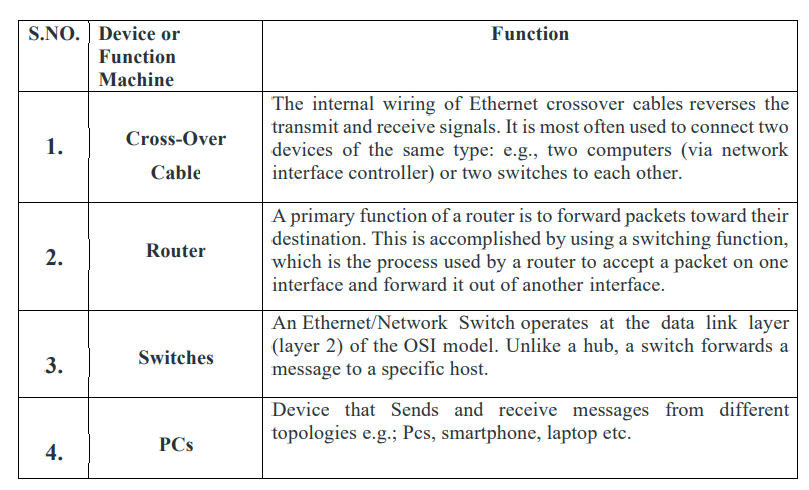 S.NO. Device or Function Machine Function
1. Cross-Over Cable
The internal wiring of Ethernet crossover cables reverses the
transmit and receive signals. It is most often used to connect two
devices of the same type: e.g., two computers (via network
interface controller) or two switches to each other.
2. Router
A primary function of a router is to forward packets toward their
destination. This is accomplished by using a switching function,
which is the process used by a router to accept a packet on one
interface and forward it out of another interface.
3. Switches
An Ethernet/Network Switch operates at the data link layer
(layer 2) of the OSI model. Unlike a hub, a switch forwards a
message to a specific host.
4. PCs
Device that Sends and receive messages from different
topologies e.g.; Pcs, smartphone, laptop etc.